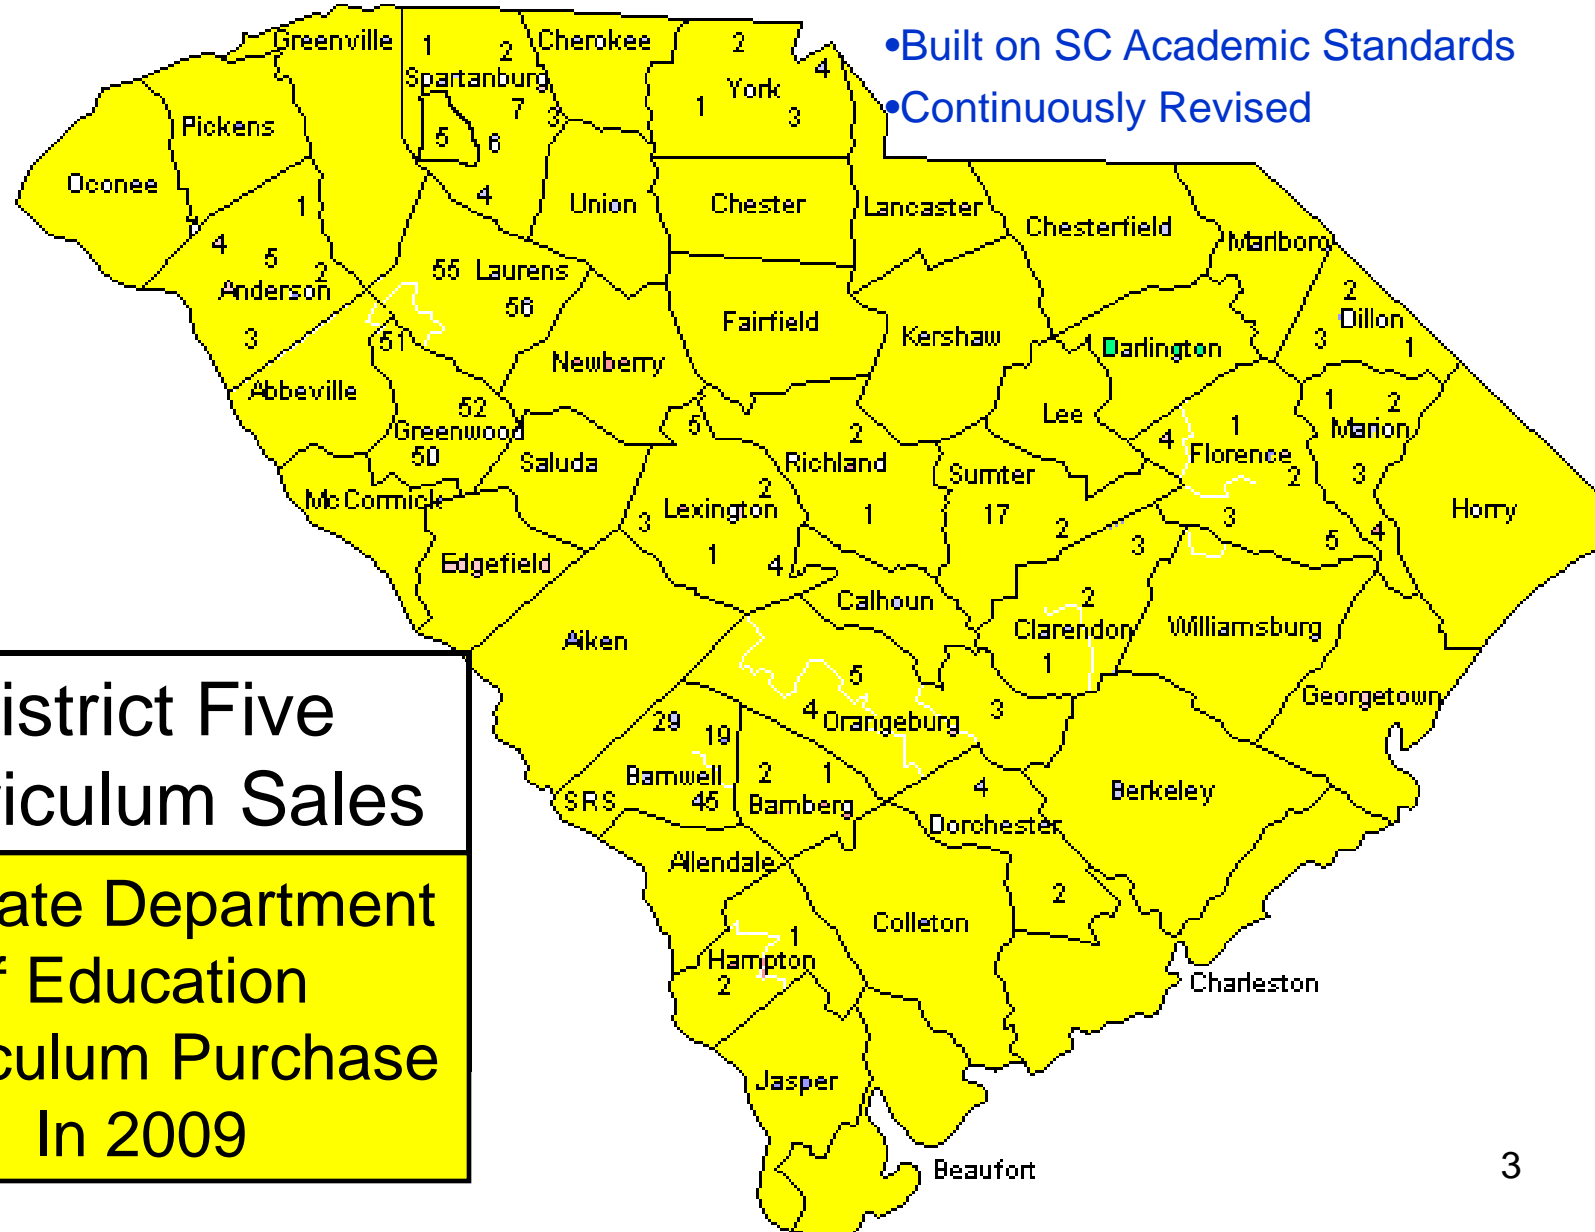 •Built on SC Academic Standards
•Continuously Revised
Greenville
1
2
Cherokee
2
4
Spartanburg
York
7
3
1
3
Pickens
5
6
Oconee
4
Union
Chester
Lancaster
Chesterfield
Marlboro
1
4
5
2
Anderson
55 Laurens
56
3
51
Fairfield
Kershaw
2
Dillon
3
1
1 Darlington
Newberry
Abbeville
52
Greenwood
50
5
2
Richland
Lee
1
4
Florence
2
1
2
Marion
3
Saluda
Sumter
McCormick
2
3
Lexington
1
17
2
3
5
4
Horry
1
4
3
Edgefield
Calhoun
2
Clarendon
1
Williamsburg
Aiken
5
4
Orangeburg
3
Georgetown
29
19
Barnwell
45
2
1
Bamberg
4
Dorchester
Berkeley
SRS
Allendale
2
Colleton
1
Hampton
2
Charleston
Jasper
Beaufort
istrict Five
iculum Sales
ate Department
f Education
culum Purchase
In 2009
3